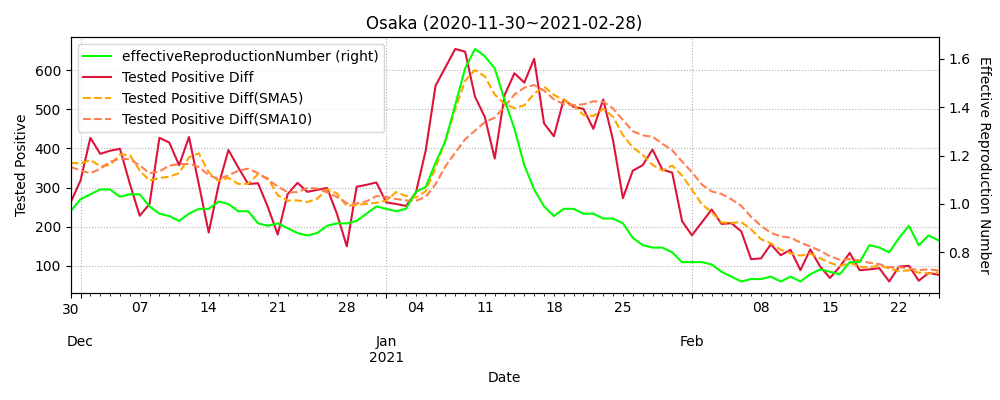 Osaka (2020-11-30~2021-02-28)
effectiveReproductionNumber (right)
Tested Positive Diff
Tested Positive Diff(SMA5)
Tested Positive Diff(SMA10)
Tested Positive
600
500
400
300
200
100
1.6
1.4
1.2
1.0
0.8
Effective Reproduction Number
30 07 14 21 28 04 11 18 25 08 15 22
Dec Jan Feb
2021
Date